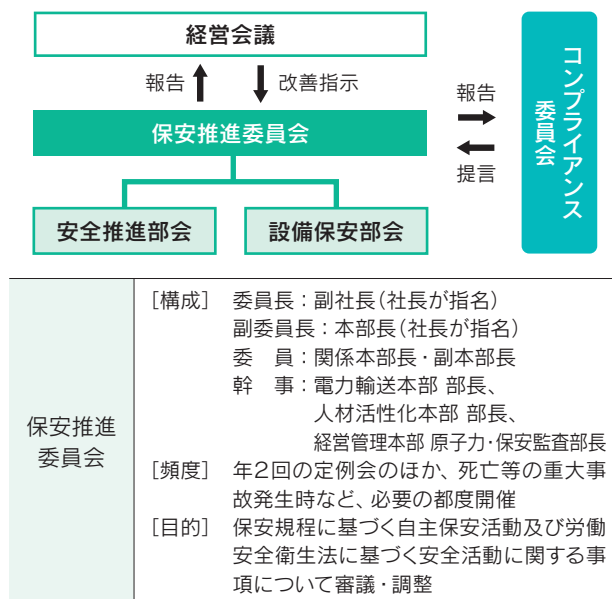 経営会議
報告
改善指示
保安推進委員会
安全推進部会
設備保安部会
報告
提言
コンプライアンス
委員会
保安推進
委員会
［構成］ 委員長：副社長（社長が指名）
副委員長：本部長（社長が指名）
委　員：関係本部長・副本部長
幹　事：電力輸送本部 部長、
人材活性化本部 部長、
経営管理本部 原子力・保安監査部長
［頻度］ 年2回の定例会のほか、死亡等の重大事
故発生時など、必要の都度開催
［目的］ 保安規程に基づく自主保安活動及び労働
安全衛生法に基づく安全活動に関する事
項について審議・調整